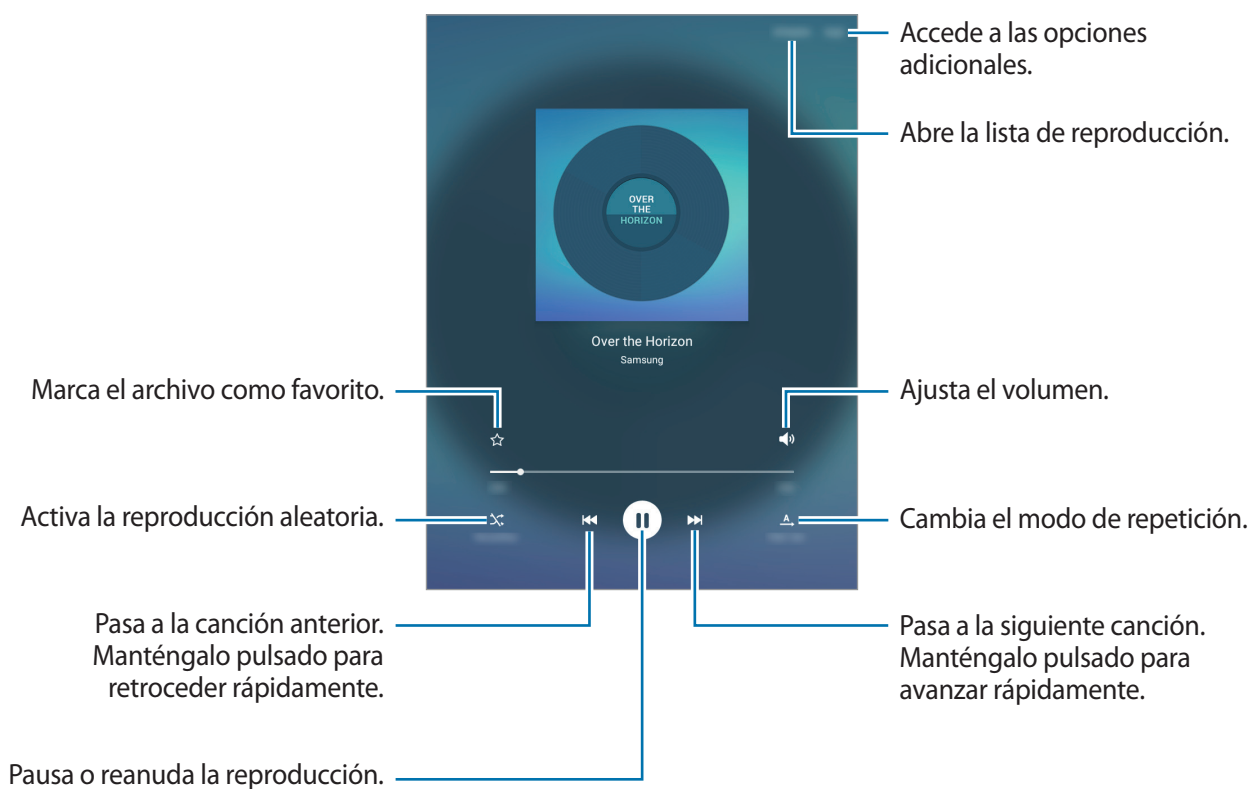 Accede a las opciones
adicionales.
Abre la lista de reproducción.
OVER
THE
HORIZON
Over the Horizon
Samsung
Marca el archivo como favorito.
Ajusta el volumen.
Activa la reproducción aleatoria.
A
Cambia el modo de repetición.
Pasa a la canción anterior.
Manténgalo pulsado para
retroceder rápidamente.
Pasa a la siguiente canción.
Manténgalo pulsado para
avanzar rápidamente.
Pausa o reanuda la reproducción.